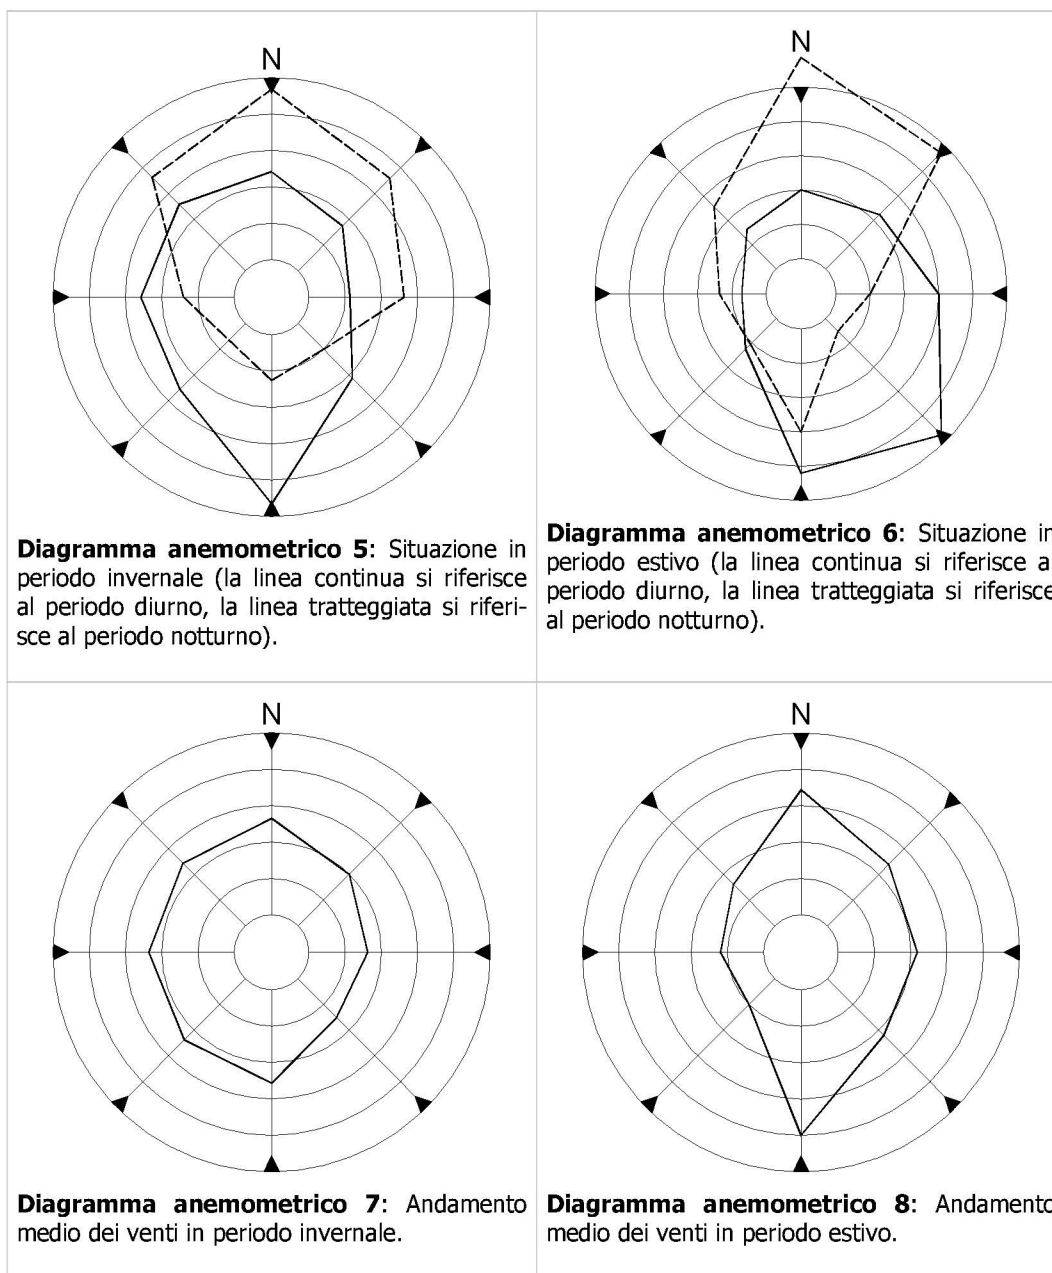 N
N
Diagramma anemometrico 5: Situazione in
periodo invernale (la linea continua si riferisce
al periodo diurno, la linea tratteggiata si riferi-
sce al periodo notturno).
Diagramma anemometrico 6: Situazione in
periodo estivo (la linea continua si riferisce al
periodo diurno, la linea tratteggiata si riferisce
al periodo notturno).
N
N
Diagramma anemometrico 7: Andamento
medio dei venti in periodo invernale.
Diagramma anemometrico 8: Andamento
medio dei venti in periodo estivo.